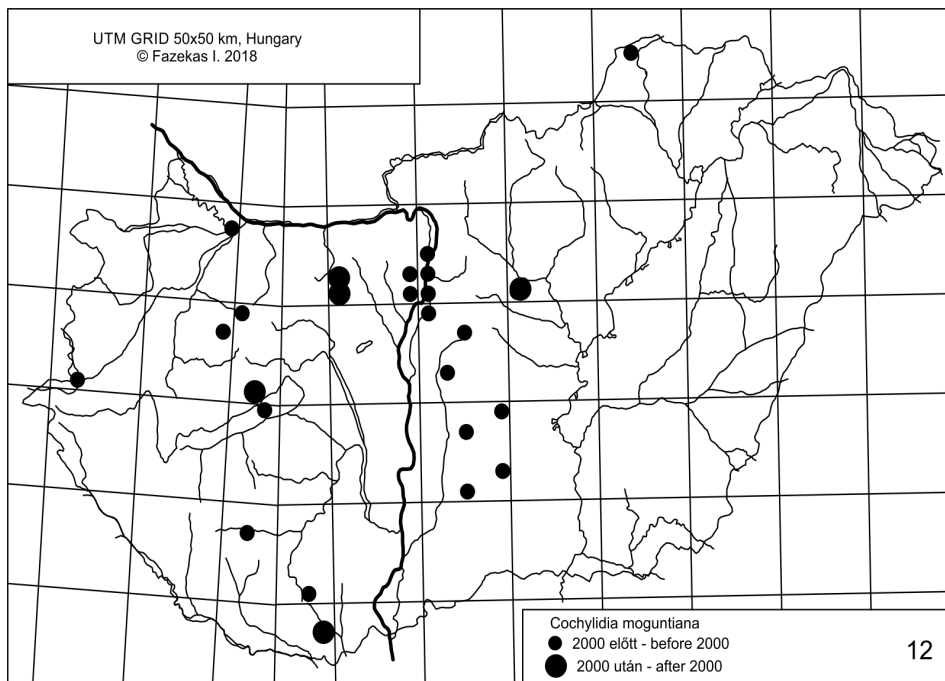 UTM GRID 50x50 km, Hungary
© Fazekas I. 2018
Cochylidia moguntiana
2000 előtt - before 2000
2000 után - after 2000
12